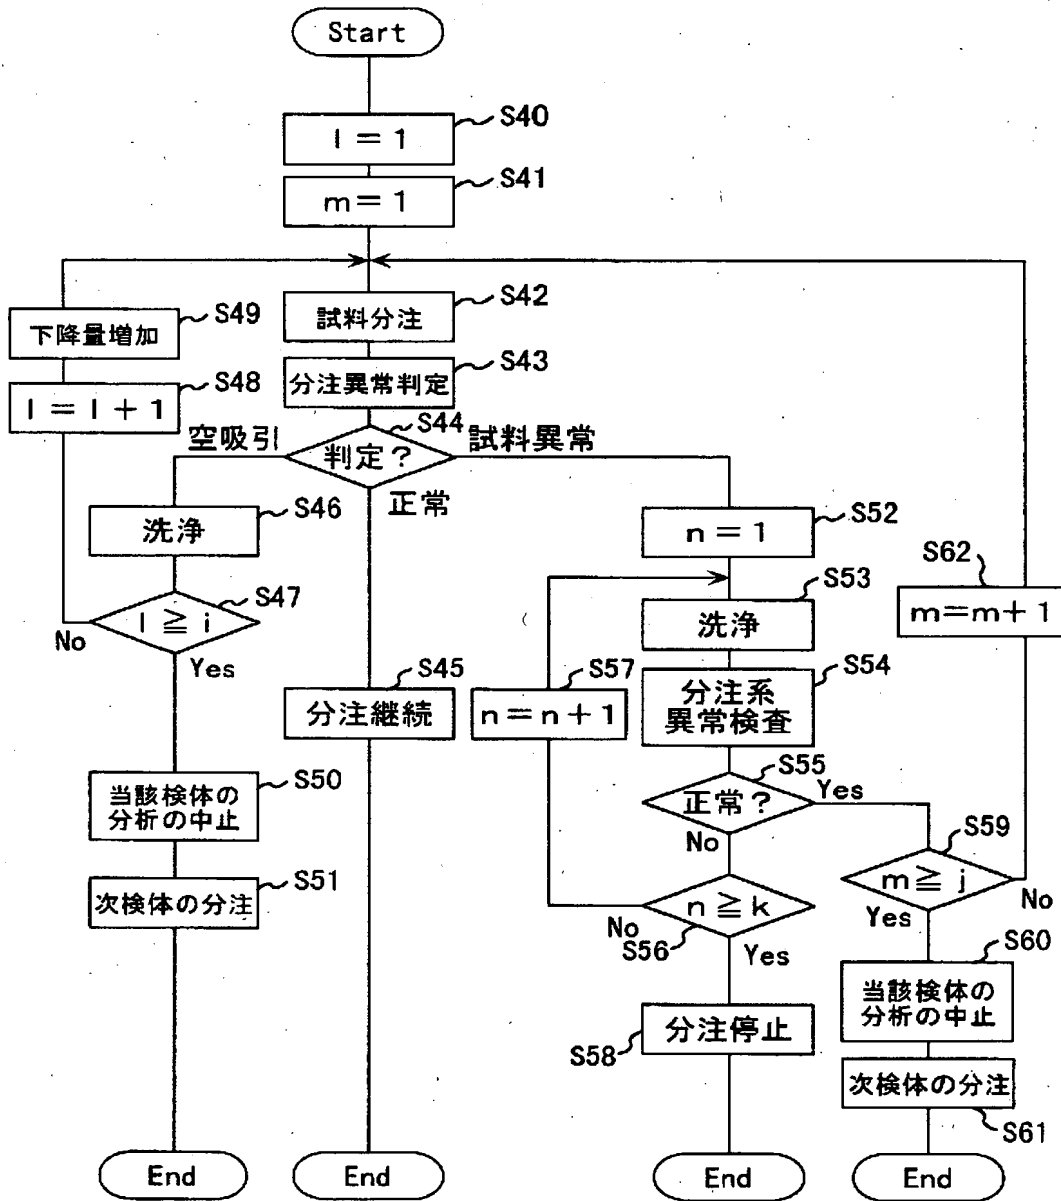 Start
S40
l = 1
S41
m = 1
S42
試料分注
S49
下降量増加
S43
分注異常判定
S48
l = l + 1
S44
判定？
空吸引
試料異常
正常
S46
洗浄
S47
l ≧ i
No
Yes
S45
分注継続
S50
当該検体の
分析の中止
S51
次検体の分注
End
End
S52
n = 1
S53
洗浄
S54
分注系
異常検査
S57
n = n + 1
S55
正常？
Yes
No
S56
n ≧ k
No
Yes
S58
分注停止
End
S62
m = m + 1
S59
m ≧ j
No
Yes
S60
当該検体の
分析の中止
次検体の分注
S61
End